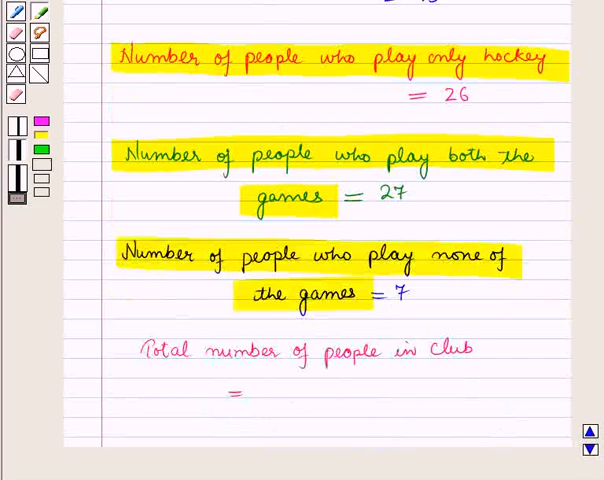 Number of people who play only hockey
= 26
Number of people who play both the
games = 27
Number of people who play none of
the games = 7
Total number of people in club
=